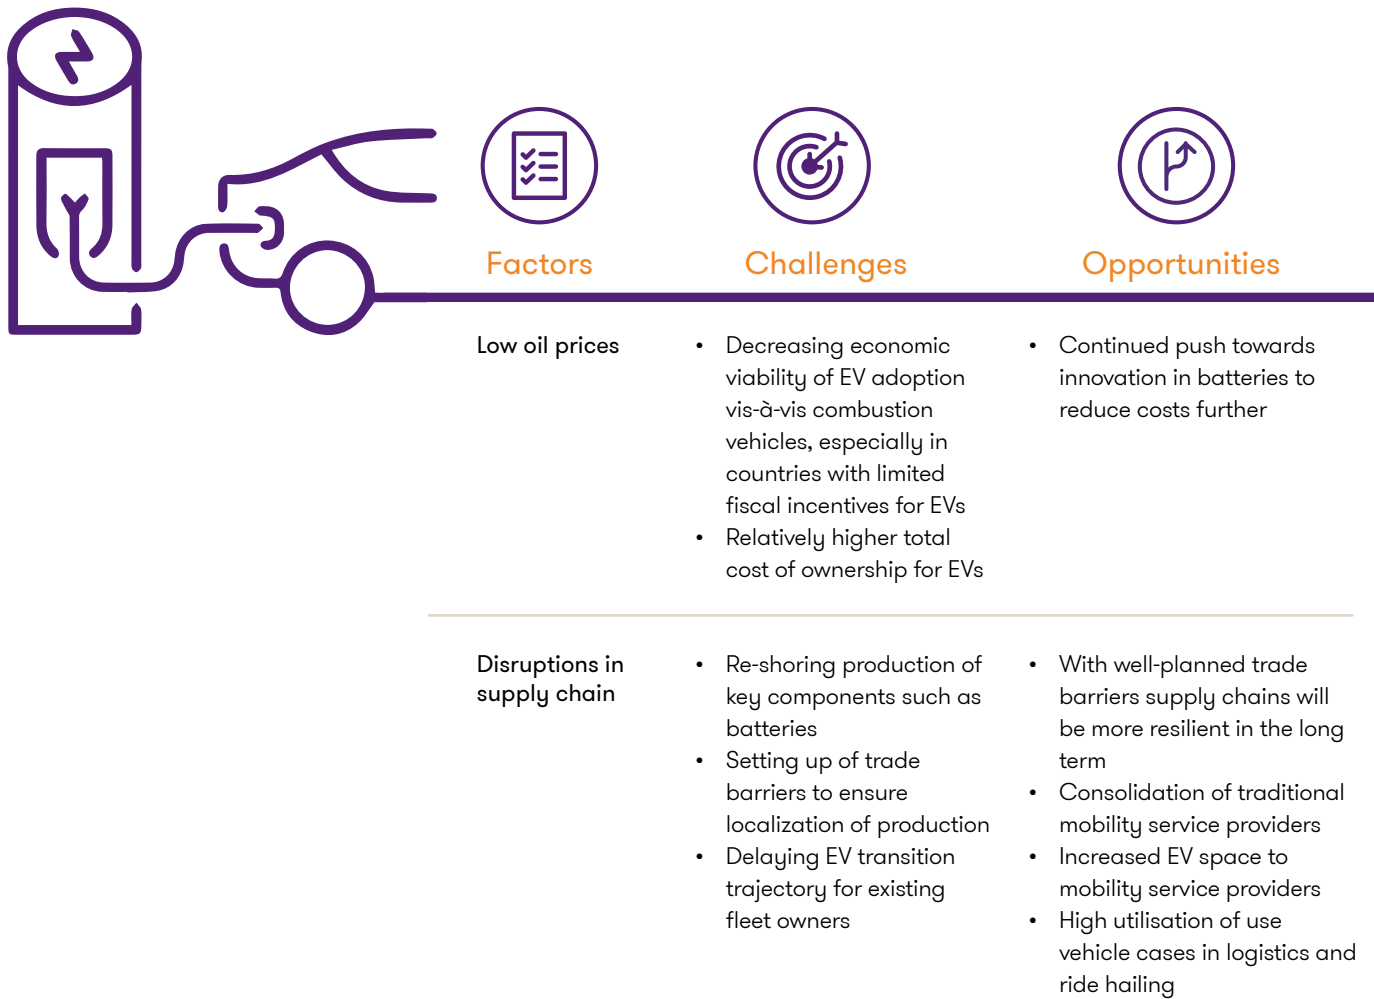 Factors
Challenges
Opportunities
Low oil prices
• Decreasing economic
viability of EV adoption
vis-à-vis combustion
vehicles, especially in
countries with limited
fiscal incentives for EVs
• Relatively higher total
cost of ownership for EVs
• Continued push towards
innovation in batteries to
reduce costs further
Disruptions in
supply chain
• Re-shoring production of
key components such as
batteries
• Setting up of trade
barriers to ensure
localization of production
• Delaying EV transition
trajectory for existing
fleet owners
• With well-planned trade
barriers supply chains will
be more resilient in the long
term
• Consolidation of traditional
mobility service providers
• Increased EV space to
mobility service providers
• High utilisation of use
vehicle cases in logistics and
ride hailing